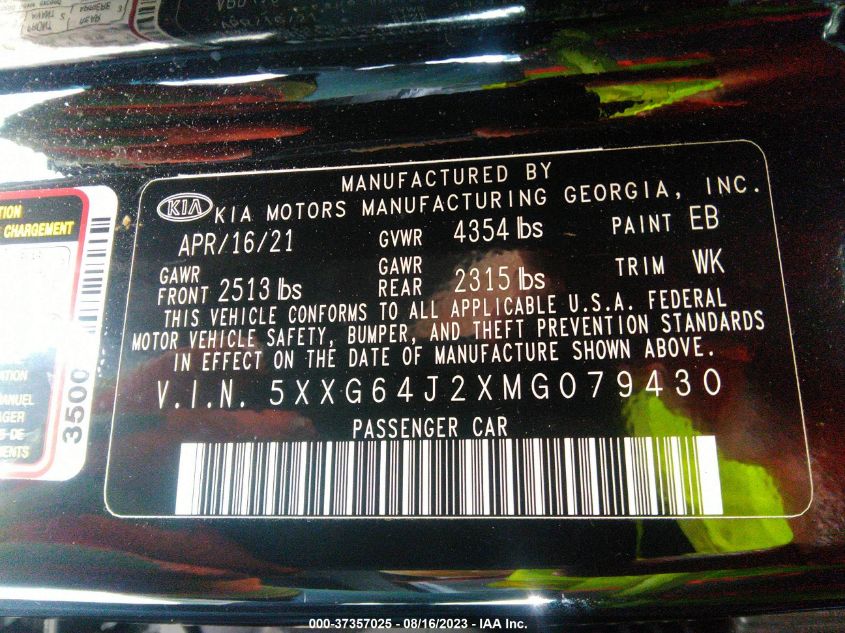 MANUFACTURED BY
KIA KIA MOTORS MANUFACTURING GEORGIA, INC.
APR/16/21 GVWR 4354 lbs PAINT EB
GAWR FRONT 2513 lbs GAWR REAR 2315 lbs TRIM WK
THIS VEHICLE CONFORMS TO ALL APPLICABLE U.S.A. FEDERAL
MOTOR VEHICLE SAFETY, BUMPER, AND THEFT PREVENTION STANDARDS
IN EFFECT ON THE DATE OF MANUFACTURE SHOWN ABOVE.
V.I.N. 5XXG64J2XMG079430
PASSENGER CAR
CHARGEMENT
3500
000-37357025 - 08/16/2023 - IAA Inc.